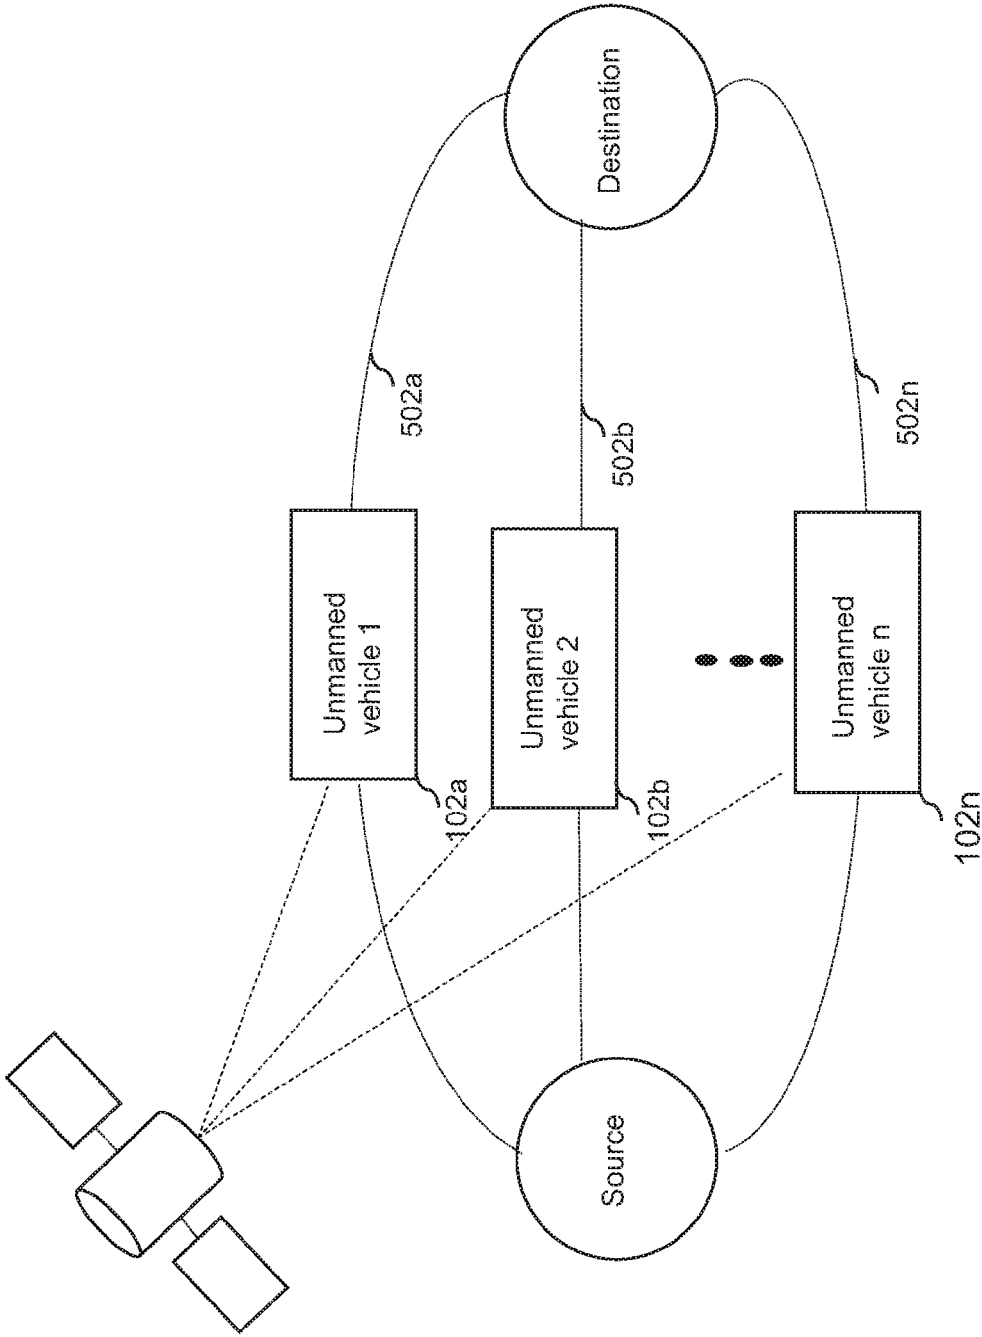 Unmanned
vehicle 1
102a
502a
Unmanned
vehicle 2
102b
502b
Source
Destination
Unmanned
vehicle n
102n
502n